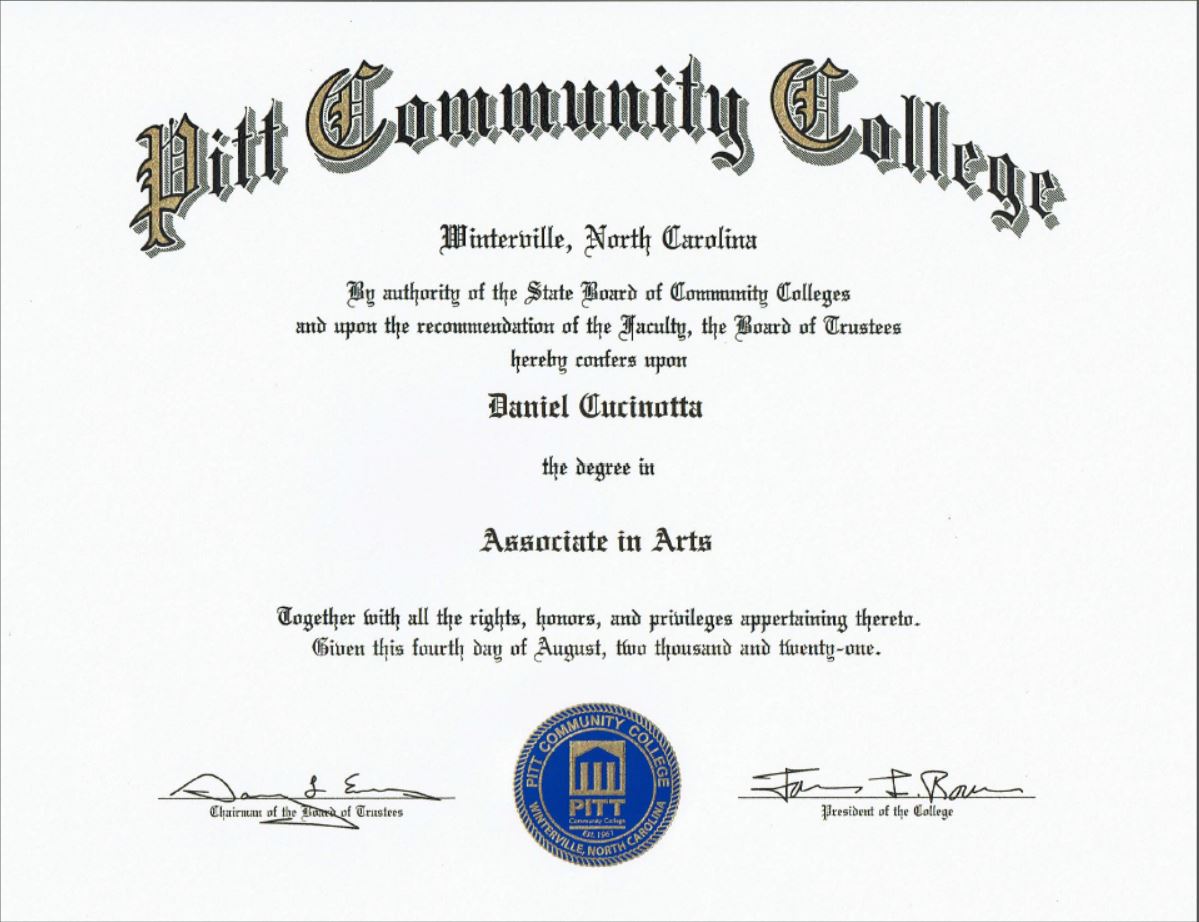 Pitt Community College
Winterville, North Carolina
By authority of the State Board of Community Colleges
and upon the recommendation of the Faculty, the Board of Trustees
hereby confers upon
Daniel Cucinotta
the degree in
Associate in Arts
Together with all the rights, honors, and privileges appertaining thereto.
Given this fourth day of August, two thousand and twenty-one.
PITT COMMUNITY COLLEGE
PITT
Community College
EST. 1961
WINTERVILLE, NORTH CAROLINA
Chairman of the Board of Trustees
President of the College